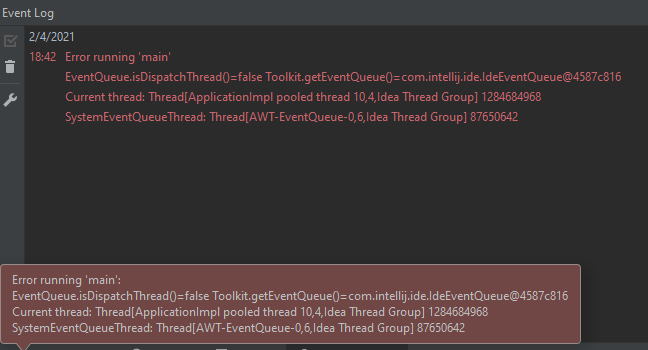 Event Log
2/4/2021
18:42 Error running 'main'
EventQueue.isDispatchThread()=false Toolkit.getEventQueue()=com.intellij.ide.IdeEventQueue@4587c816
Current thread: Thread[ApplicationImpl pooled thread 10,4,Idea Thread Group] 1284684968
SystemEventQueueThread: Thread[AWT-EventQueue-0,6,Idea Thread Group] 87650642
Error running 'main':
EventQueue.isDispatchThread()=false Toolkit.getEventQueue()=com.intellij.ide.IdeEventQueue@4587c816
Current thread: Thread[ApplicationImpl pooled thread 10,4,Idea Thread Group] 1284684968
SystemEventQueueThread: Thread[AWT-EventQueue-0,6,Idea Thread Group] 87650642